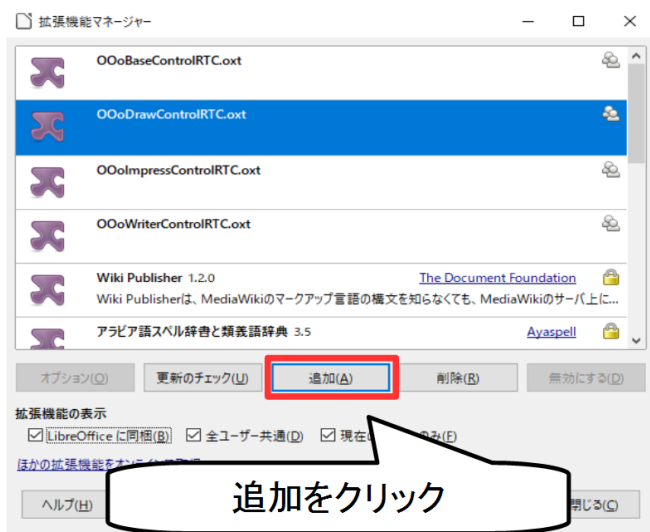 拡張機能マネージャー
OOoBaseControlRTC.oxt
OOoDrawControlRTC.oxt
OOoImpressControlRTC.oxt
OOoWriterControlRTC.oxt
Wiki Publisher 1.2.0 The Document Foundation
Wiki Publisherは、MediaWikiのマークアップ言語の構文を知らなくても、MediaWikiのサーバ上に...
アラビア語スペル辞書と類義語辞典 3.5 Ayaspell
オプション(O) 更新のチェック(U) 追加(A) 削除(R) 無効にする(D)
拡張機能の表示
LibreOffice に同梱(B) 全ユーザー共通(D) 現在 のみ(F)
ほかの拡張機能をオンライン
ヘルプ(H) 追加をクリック 閉じる(C)